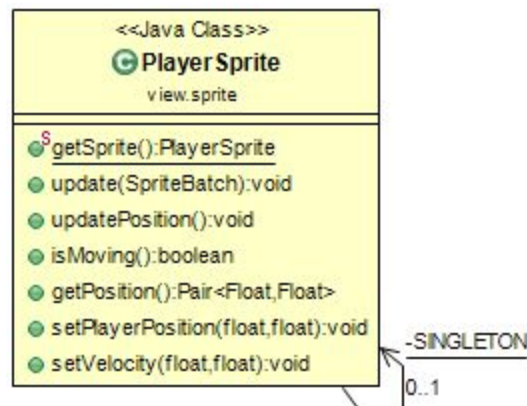 <<Java Class>>
C PlayerSprite
view.sprite
S getSprite():PlayerSprite
update(SpriteBatch):void
updatePosition():void
isMoving():boolean
getPosition():Pair<Float,Float>
setPlayerPosition(float,float):void
setVelocity(float,float):void
-SINGLETON
0..1